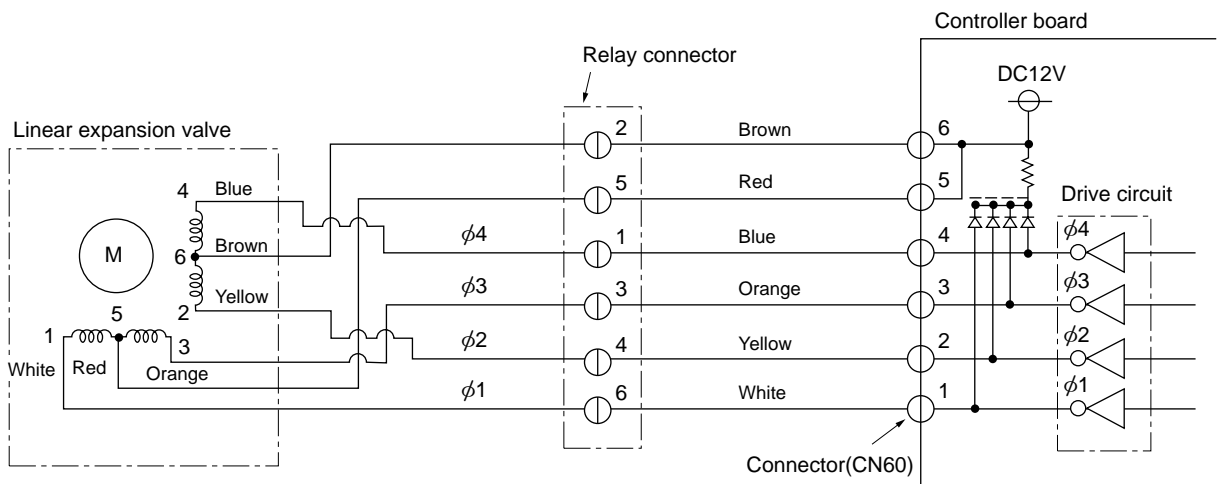 Controller board
Relay connector
DC12V
Linear expansion valve
2
Brown
6
4
Blue
5
Red
5
Drive circuit
M
6
Brown
ϕ4
1
Blue
4
ϕ4
2
Yellow
ϕ3
3
Orange
3
ϕ3
5
1
3
ϕ2
4
Yellow
2
ϕ2
White
Red
Orange
ϕ1
6
White
1
ϕ1
Connector(CN60)